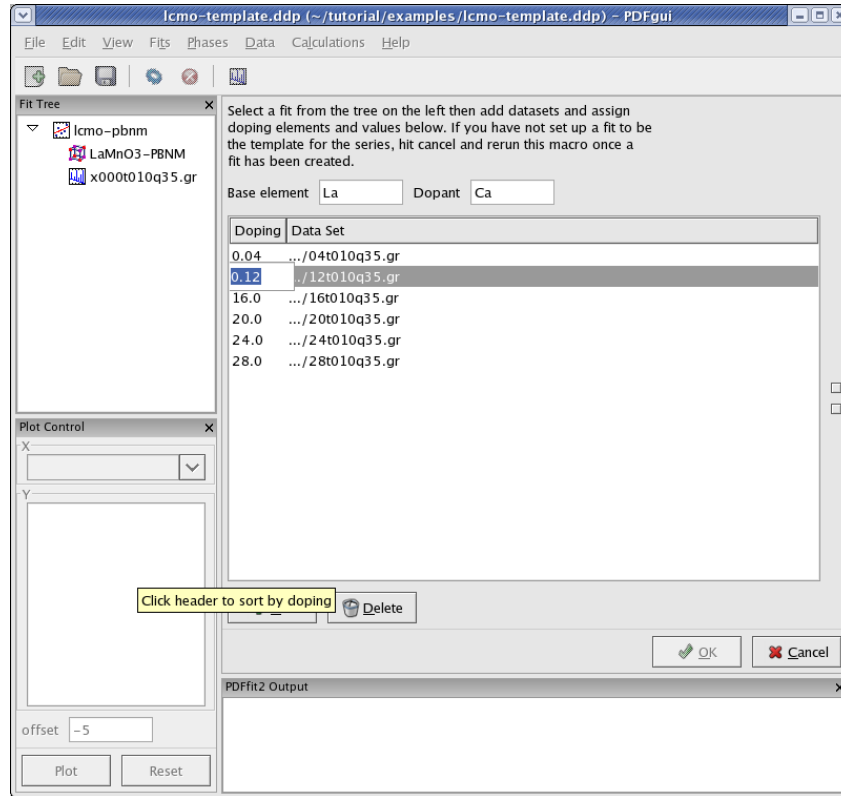 lcmo-template.ddp (~/tutorial/examples/lcmo-template.ddp) - PDFgui
File Edit View Fits Phases Data Calculations Help
Fit Tree
lcmo-pbnm
LaMnO3-PBNM
x000t010q35.gr
Select a fit from the tree on the left then add datasets and assign
doping elements and values below. If you have not set up a fit to be
the template for the series, hit cancel and rerun this macro once a
fit has been created.
Base element La Dopant Ca
Doping Data Set
0.04 .../04t010q35.gr
0.12 ./12t010q35.gr
16.0 .../16t010q35.gr
20.0 .../20t010q35.gr
24.0 .../24t010q35.gr
28.0 .../28t010q35.gr
Plot Control
X
Y
Click header to sort by doping
Delete
OK Cancel
PDFfit2 Output
offset -5
Plot Reset